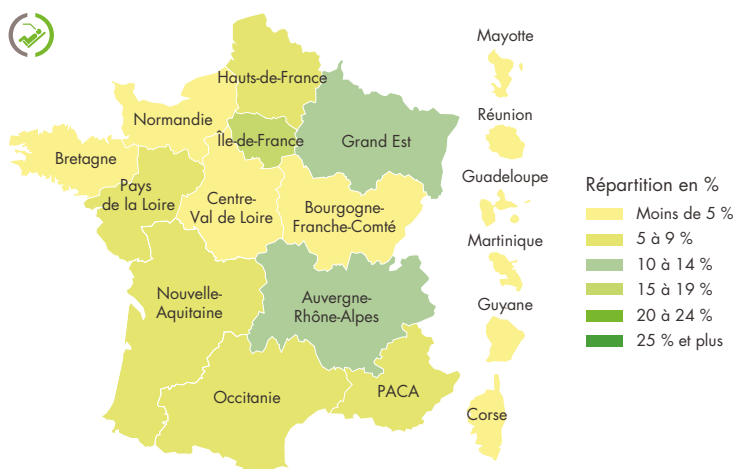 Hauts-de-France
Normandie
Île-de-France
Grand Est
Bretagne
Pays
de la Loire
Centre-
Val de Loire
Bourgogne-
Franche-Comté
Nouvelle-
Aquitaine
Auvergne-
Rhône-Alpes
Occitanie
PACA
Mayotte
Réunion
Guadeloupe
Martinique
Guyane
Corse
Répartition en %
Moins de 5 %
5 à 9 %
10 à 14 %
15 à 19 %
20 à 24 %
25 % et plus